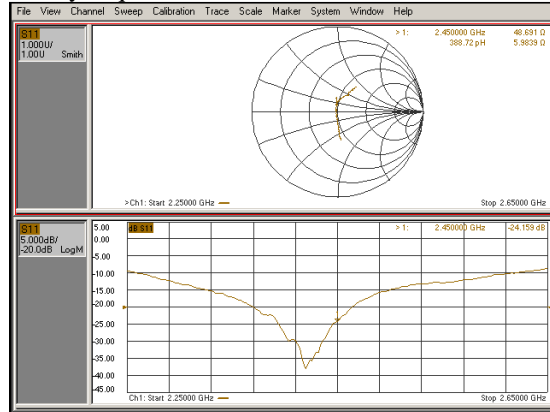 File View Channel Sweep Calibration Trace Scale Marker System Window Help
S11
1.000U/
1.00U Smith
> 1: 2.450000 GHz 48.691 Ω
388.72 pH 5.9839 Ω
>Ch1: Start 2.25000 GHz Stop 2.65000 GHz
S11
5.000dB/
-20.0dB LogM
dB S11
> 1: 2.450000 GHz -24.159 dB
5.00
0.00
-5.00
-10.00
-15.00
-20.00
-25.00
-30.00
-35.00
-40.00
-45.00
Ch1: Start 2.25000 GHz Stop 2.65000 GHz